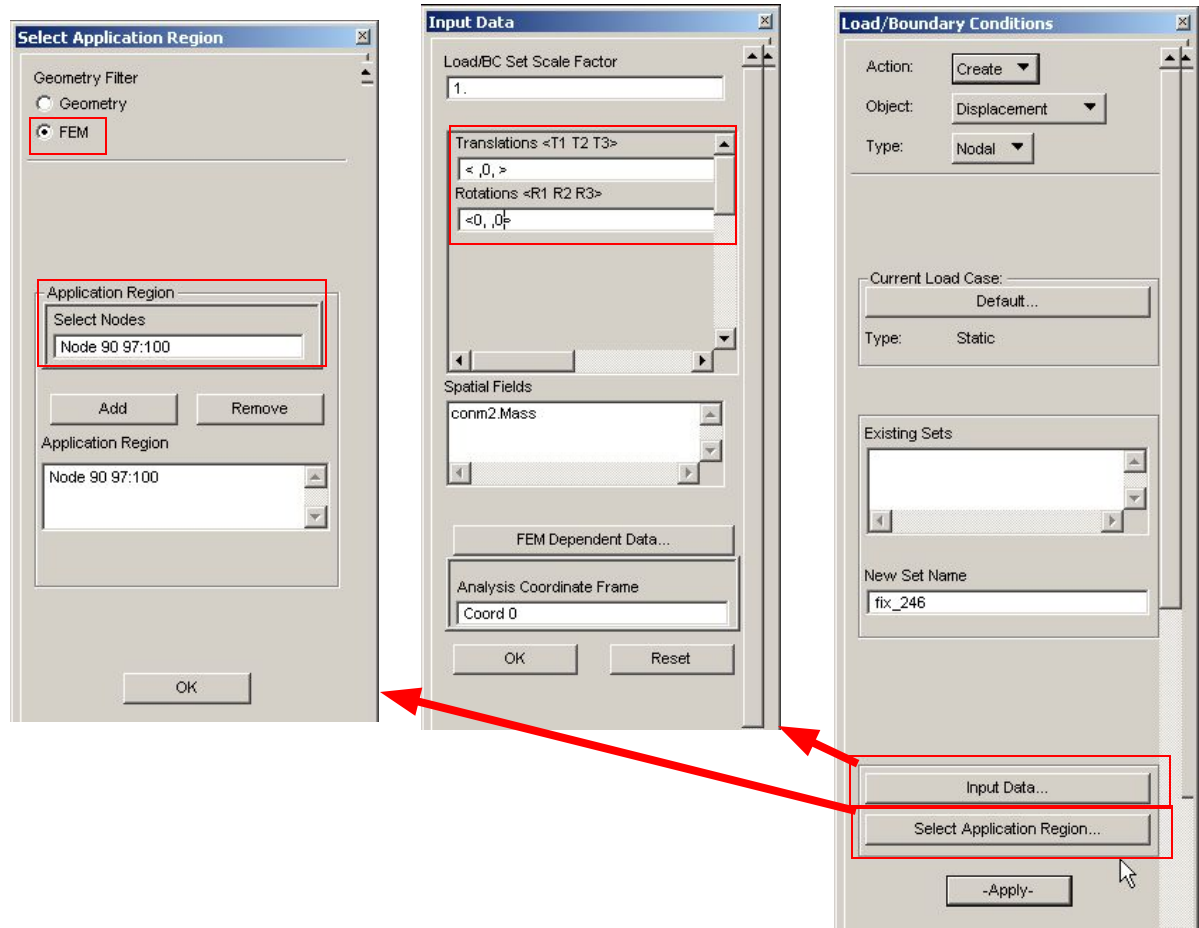 Select Application Region
Geometry Filter
Geometry
FEM
Application Region
Select Nodes
Node 90 97:100
Add Remove
Application Region
Node 90 97:100
OK
Input Data
Load/BC Set Scale Factor
1.
Translations <T1 T2 T3>
< ,0, >
Rotations <R1 R2 R3>
<0, ,0>
Spatial Fields
conm2.Mass
FEM Dependent Data...
Analysis Coordinate Frame
Coord 0
OK Reset
Load/Boundary Conditions
Action: Create
Object: Displacement
Type: Nodal
Current Load Case:
Default...
Type: Static
Existing Sets
New Set Name
fix_246
Input Data...
Select Application Region...
-Apply-